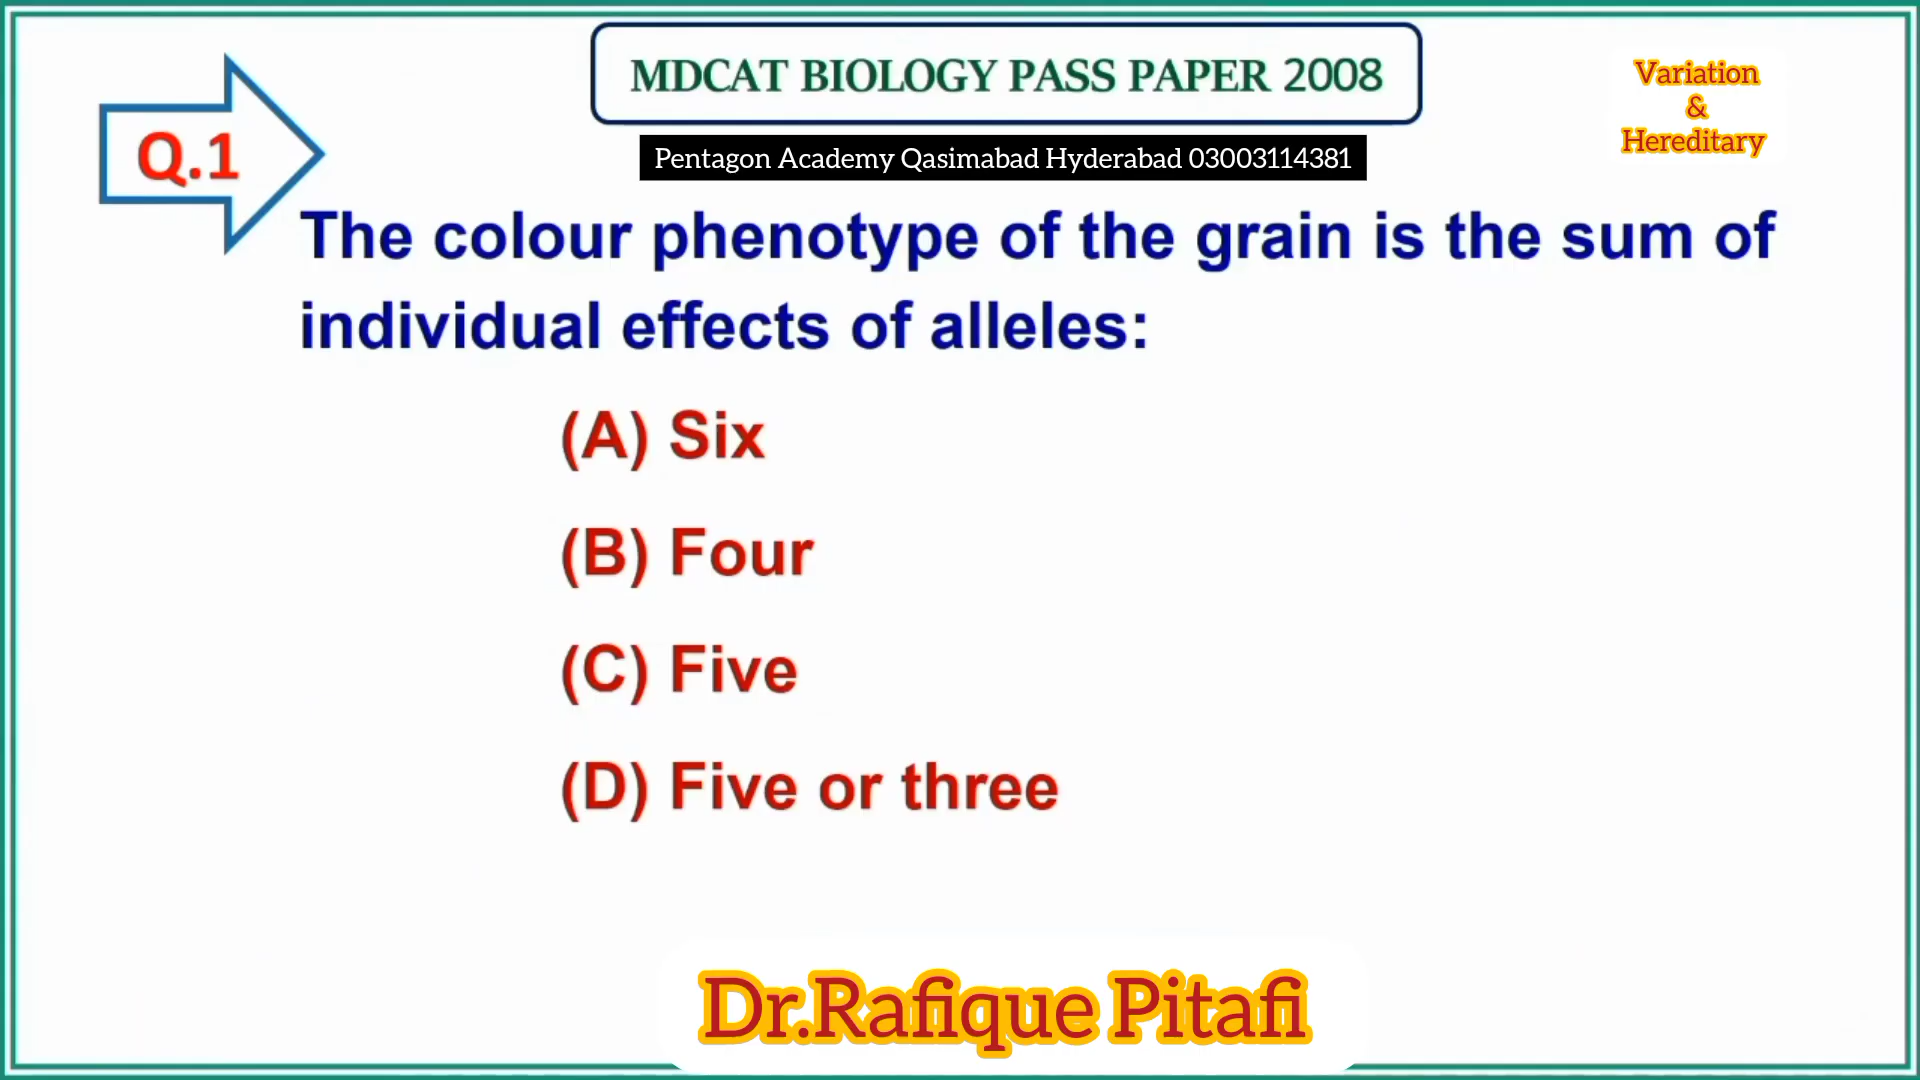 MDCAT BIOLOGY PASS PAPER 2008
Variation
&
Hereditary
Q.1
Pentagon Academy Qasimabad Hyderabad 03003114381
The colour phenotype of the grain is the sum of
individual effects of alleles:
(A) Six
(B) Four
(C) Five
(D) Five or three
Dr.Rafique Pitafi